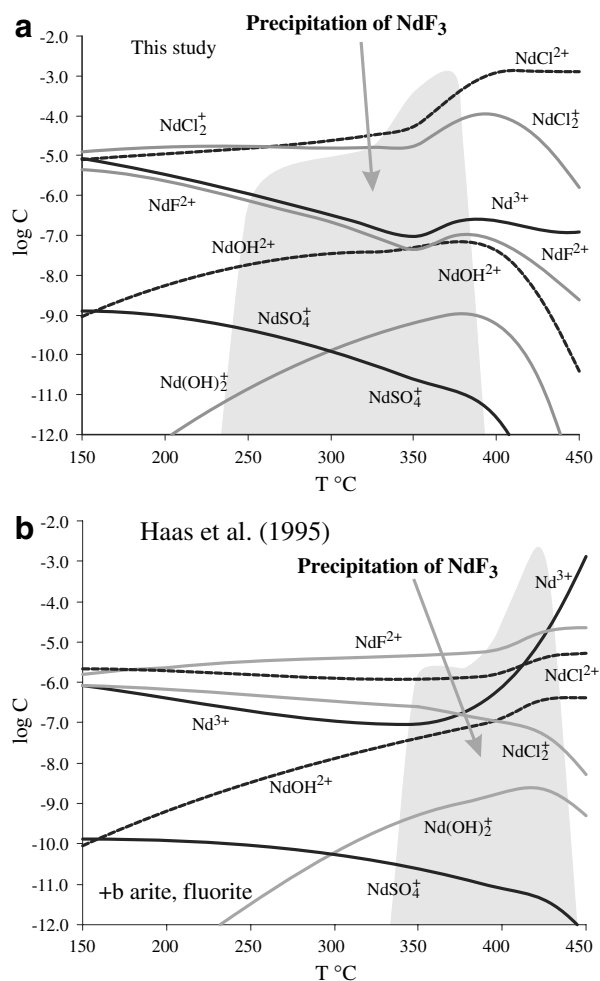 a
Precipitation of NdF3
This study
-2.0
-3.0
-4.0
-5.0
-6.0
-7.0
-8.0
-9.0
-10.0
-11.0
-12.0
log C
NdCl2+
NdCl2+
NdCl2+
NdF2+
Nd3+
NdOH2+
NdF2+
NdOH2+
NdSO4+
Nd(OH)2+
NdSO4+
150 200 250 300 350 400 450
T °C
b
Haas et al. (1995)
-2.0
-3.0
-4.0
-5.0
-6.0
-7.0
-8.0
-9.0
-10.0
-11.0
-12.0
log C
Precipitation of NdF3
Nd3+
NdF2+
NdCl2+
Nd3+
NdCl2+
NdOH2+
Nd(OH)2+
NdSO4+
+b arite, fluorite
150 200 250 300 350 400 450
T °C